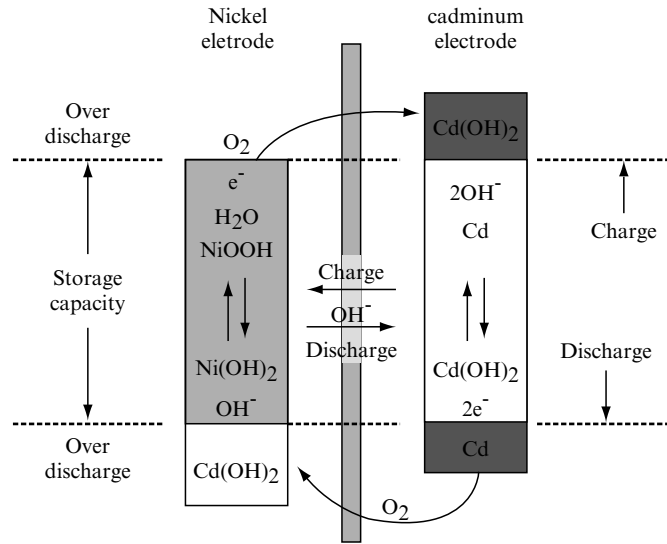 Nickel
eletrode
cadminum
electrode
Over
discharge
O2
Cd(OH)2
e-
H2O
NiOOH
2OH-
Cd
Charge
Storage
capacity
Charge
OH-
Discharge
Discharge
Ni(OH)2
OH-
Cd(OH)2
2e-
Over
discharge
Cd(OH)2
Cd
O2